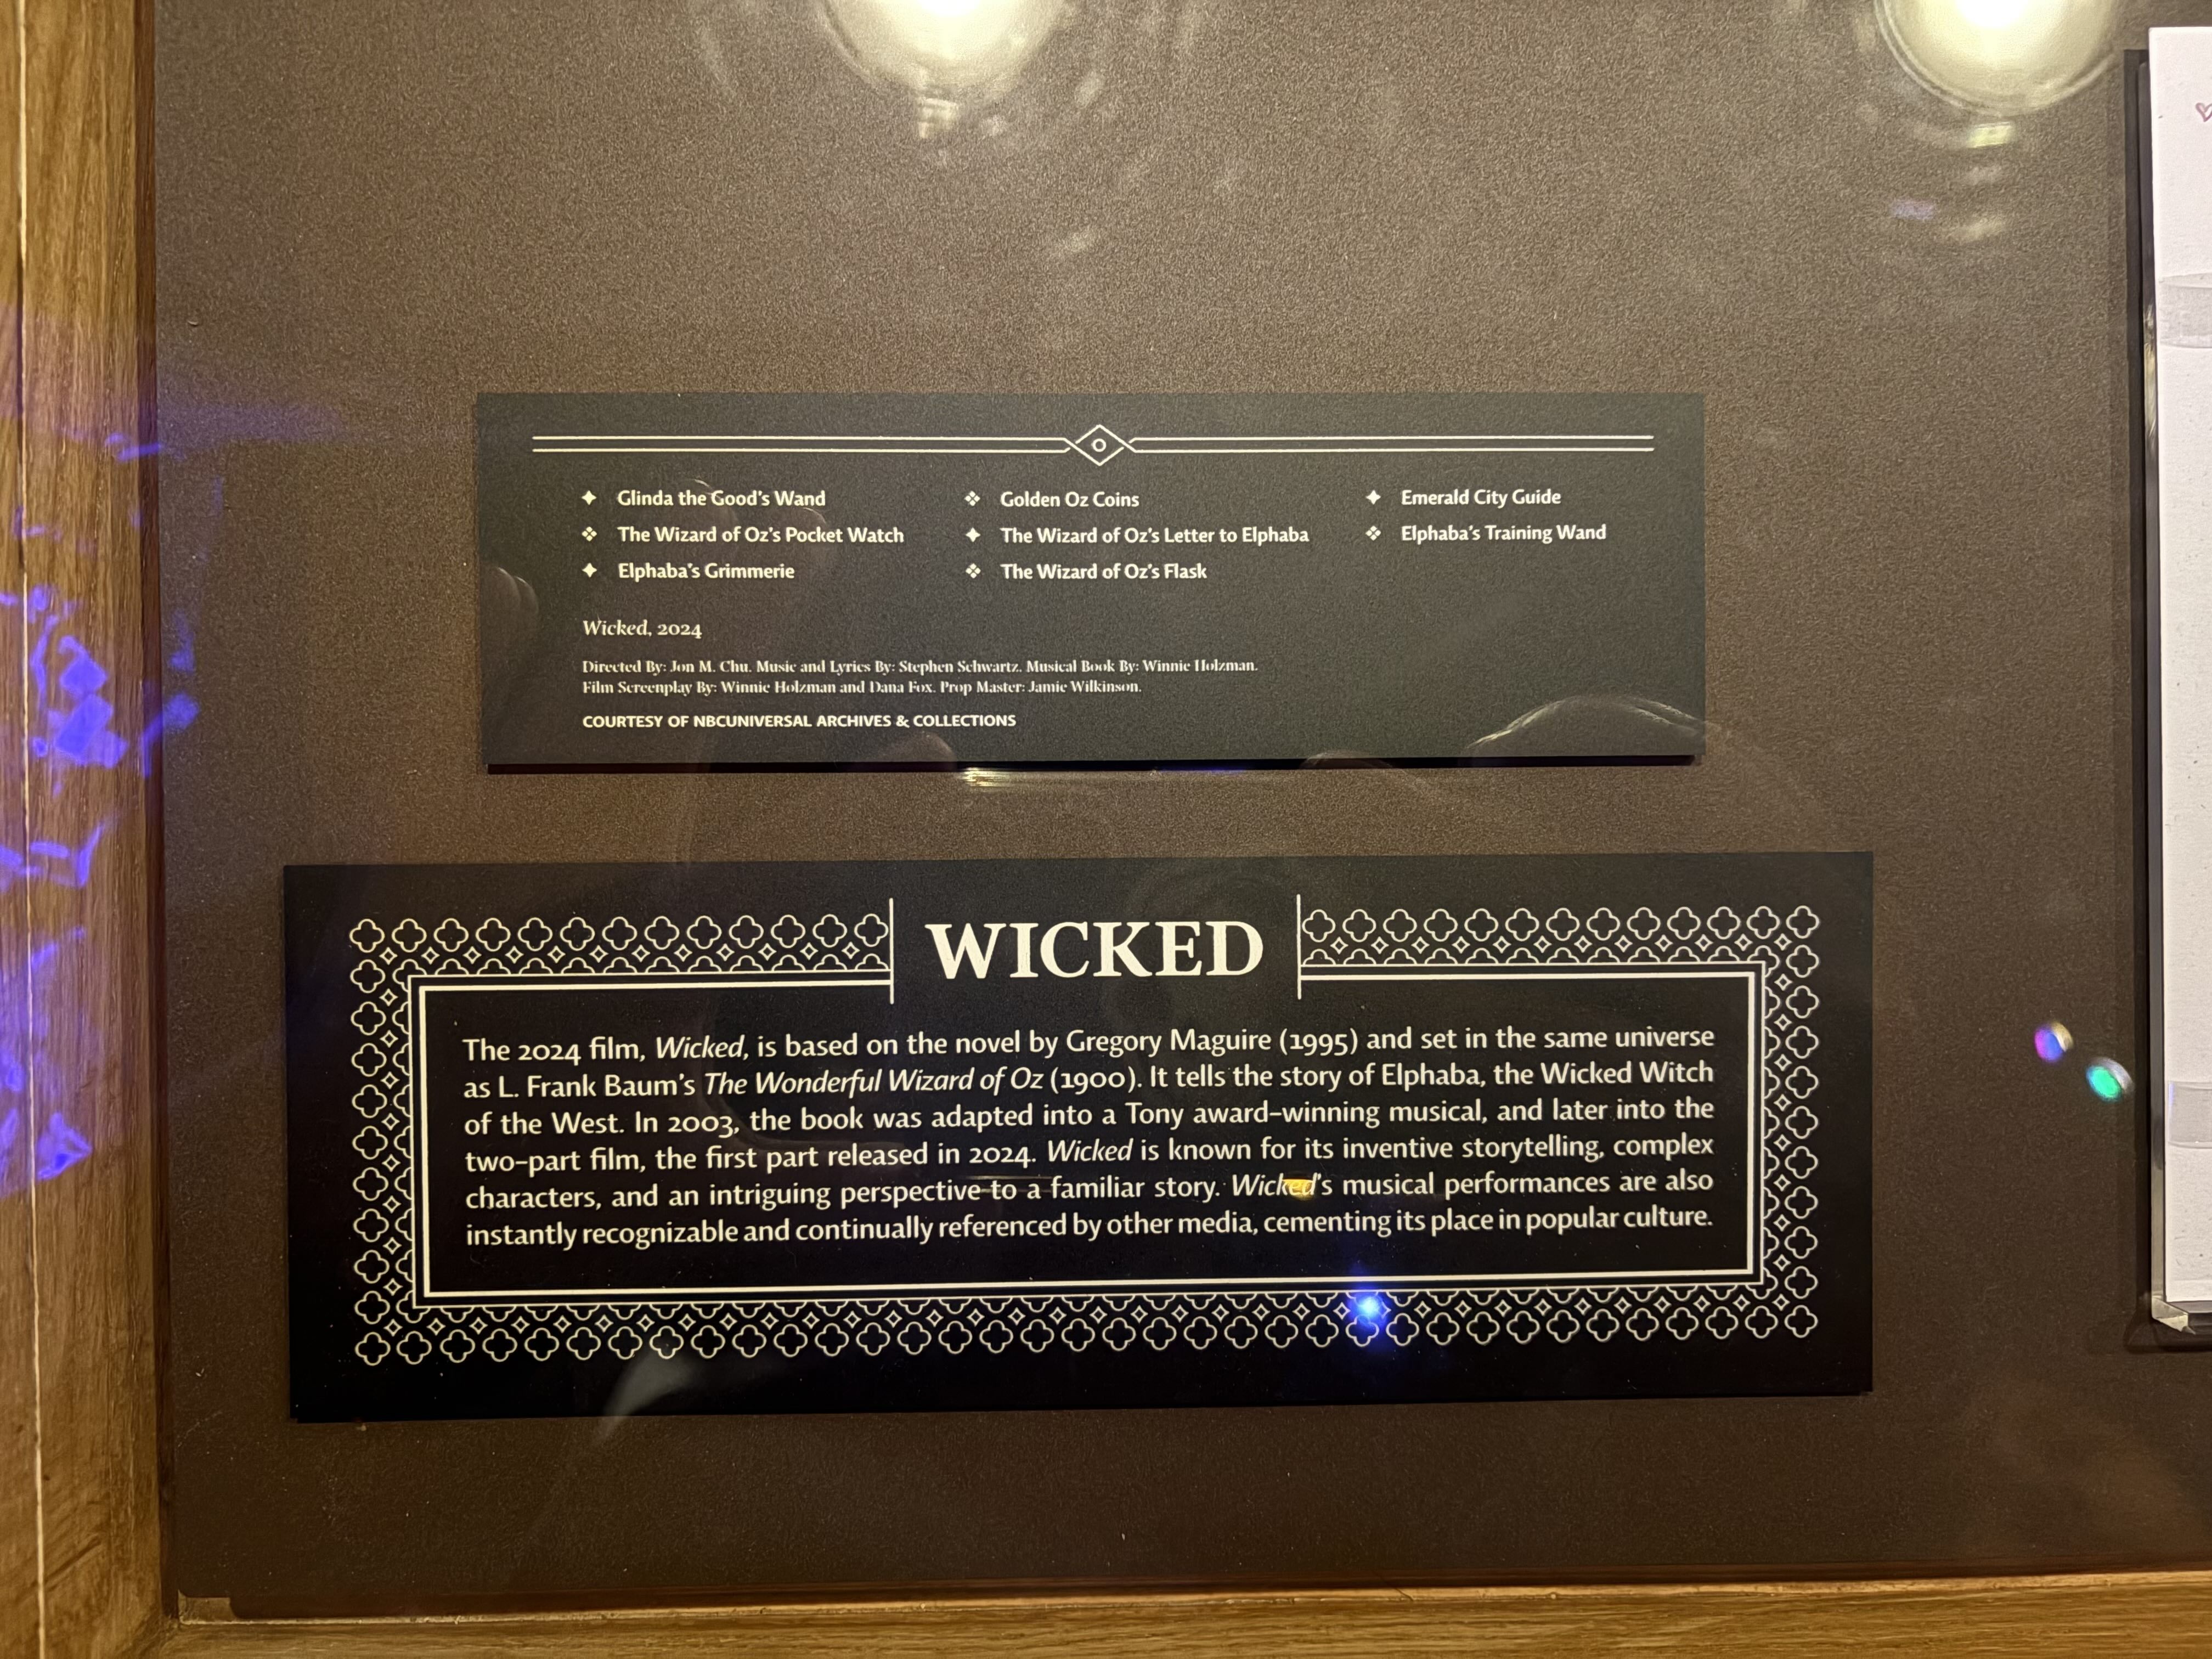 Glinda the Good's Wand
The Wizard of Oz's Pocket Watch
Elphaba's Grimmerie
Golden Oz Coins
The Wizard of Oz's Letter to Elphaba
The Wizard of Oz's Flask
Emerald City Guide
Elphaba's Training Wand
Wicked, 2024
Directed By: Jon M. Chu. Music and Lyrics By: Stephen Schwartz. Musical Book By: Winnie Holzman.
Film Screenplay By: Winnie Holzman and Dana Fox. Prop Master: Jamie Wilkinson.
COURTESY OF NBCUNIVERSAL ARCHIVES & COLLECTIONS
WICKED
The 2024 film, Wicked, is based on the novel by Gregory Maguire (1995) and set in the same universe
as L. Frank Baum's The Wonderful Wizard of Oz (1900). It tells the story of Elphaba, the Wicked Witch
of the West. In 2003, the book was adapted into a Tony award-winning musical, and later into the
two-part film, the first part released in 2024. Wicked is known for its inventive storytelling, complex
characters, and an intriguing perspective to a familiar story. Wicked's musical performances are also
instantly recognizable and continually referenced by other media, cementing its place in popular culture.